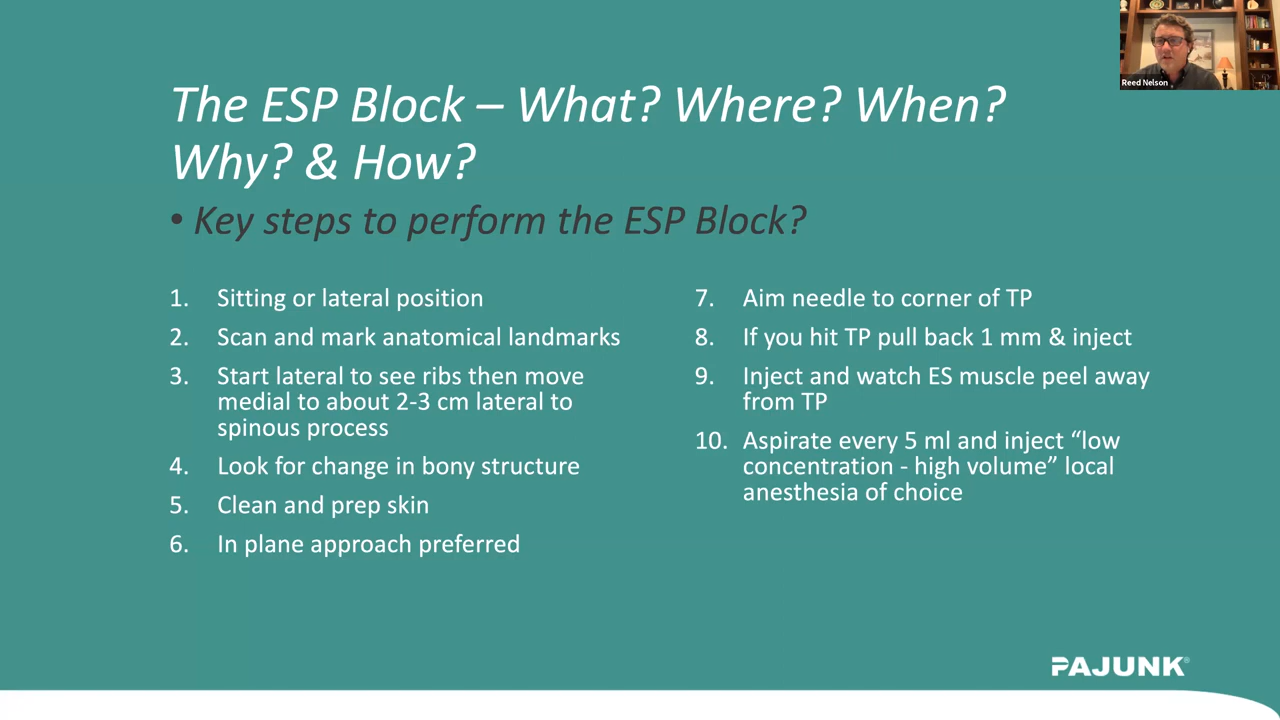 Reed Nelson
The ESP Block – What? Where? When?
Why? & How?
• Key steps to perform the ESP Block?
1. Sitting or lateral position
2. Scan and mark anatomical landmarks
3. Start lateral to see ribs then move
medial to about 2-3 cm lateral to
spinous process
4. Look for change in bony structure
5. Clean and prep skin
6. In plane approach preferred
7. Aim needle to corner of TP
8. If you hit TP pull back 1 mm & inject
9. Inject and watch ES muscle peel away
from TP
10. Aspirate every 5 ml and inject “low
concentration - high volume” local
anesthesia of choice
PAJUNK®